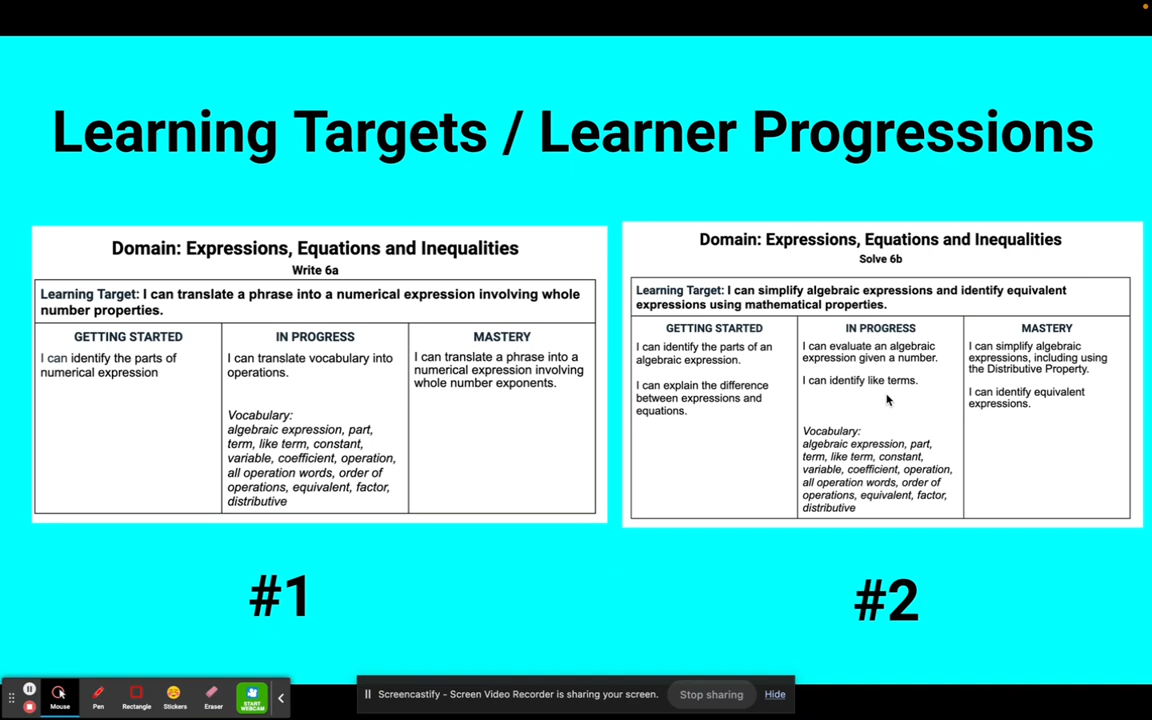 Learning Targets / Learner Progressions
Domain: Expressions, Equations and Inequalities
Write 6a
Learning Target: I can translate a phrase into a numerical expression involving whole
number properties.
GETTING STARTED
I can identify the parts of
numerical expression
IN PROGRESS
I can translate vocabulary into
operations.
Vocabulary:
algebraic expression, part,
term, like term, constant,
variable, coefficient, operation,
all operation words, order of
operations, equivalent, factor,
distributive
MASTERY
I can translate a phrase into a
numerical expression involving
whole number exponents.
#1
Domain: Expressions, Equations and Inequalities
Solve 6b
Learning Target: I can simplify algebraic expressions and identify equivalent
expressions using mathematical properties.
GETTING STARTED
I can identify the parts of an
algebraic expression.
I can explain the difference
between expressions and
equations.
IN PROGRESS
I can evaluate an algebraic
expression given a number.
I can identify like terms.
Vocabulary:
algebraic expression, part,
term, like term, constant,
variable, coefficient, operation,
all operation words, order of
operations, equivalent, factor,
distributive
MASTERY
I can simplify algebraic
expressions, including using
the Distributive Property.
I can identify equivalent
expressions.
#2
Mouse
Pen
Rectangle
Stickers
Eraser
START
WEBCAM
Screencastify - Screen Video Recorder is sharing your screen.
Stop sharing
Hide